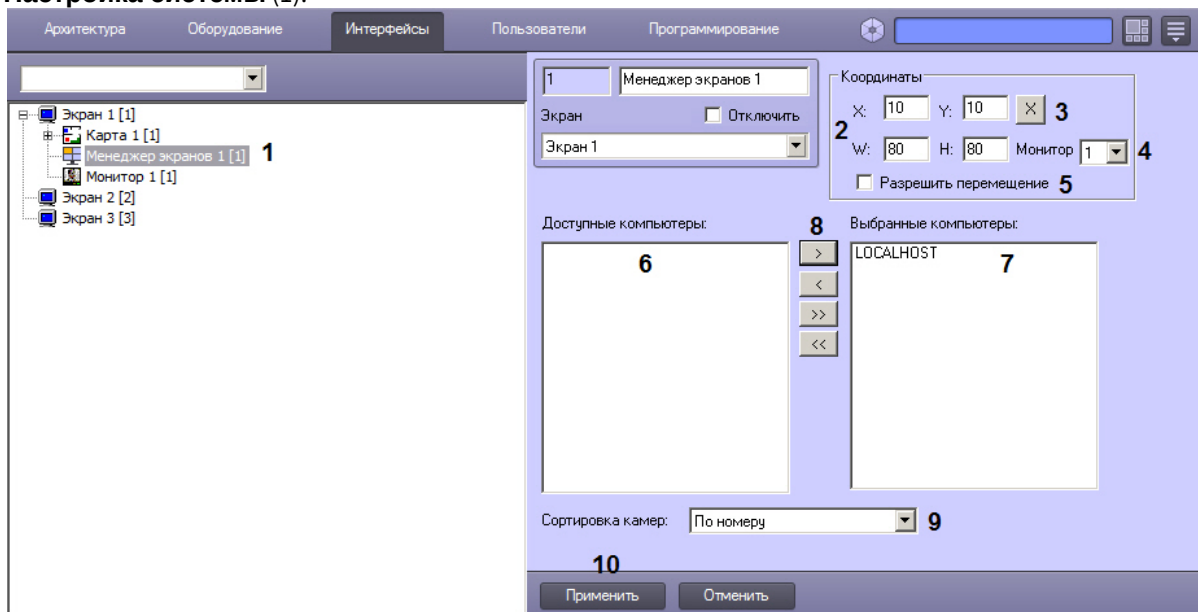 Настройка системы (1).
Архитектура Оборудование Интерфейсы Пользователи Программирование
Экран 1 [1]
Карта 1 [1]
Менеджер экранов 1 [1] 1
Монитор 1 [1]
Экран 2 [2]
Экран 3 [3]
1 Менеджер экранов 1
Экран Отключить
Экран 1
Координаты
X: 10 Y: 10 X 3
2
W: 80 H: 80 Монитор 1 4
Разрешить перемещение 5
Доступные компьютеры: 8 Выбранные компьютеры:
6
LOCALHOST 7
>
<
>>
<<
Сортировка камер: По номеру 9
10
Применить Отменить